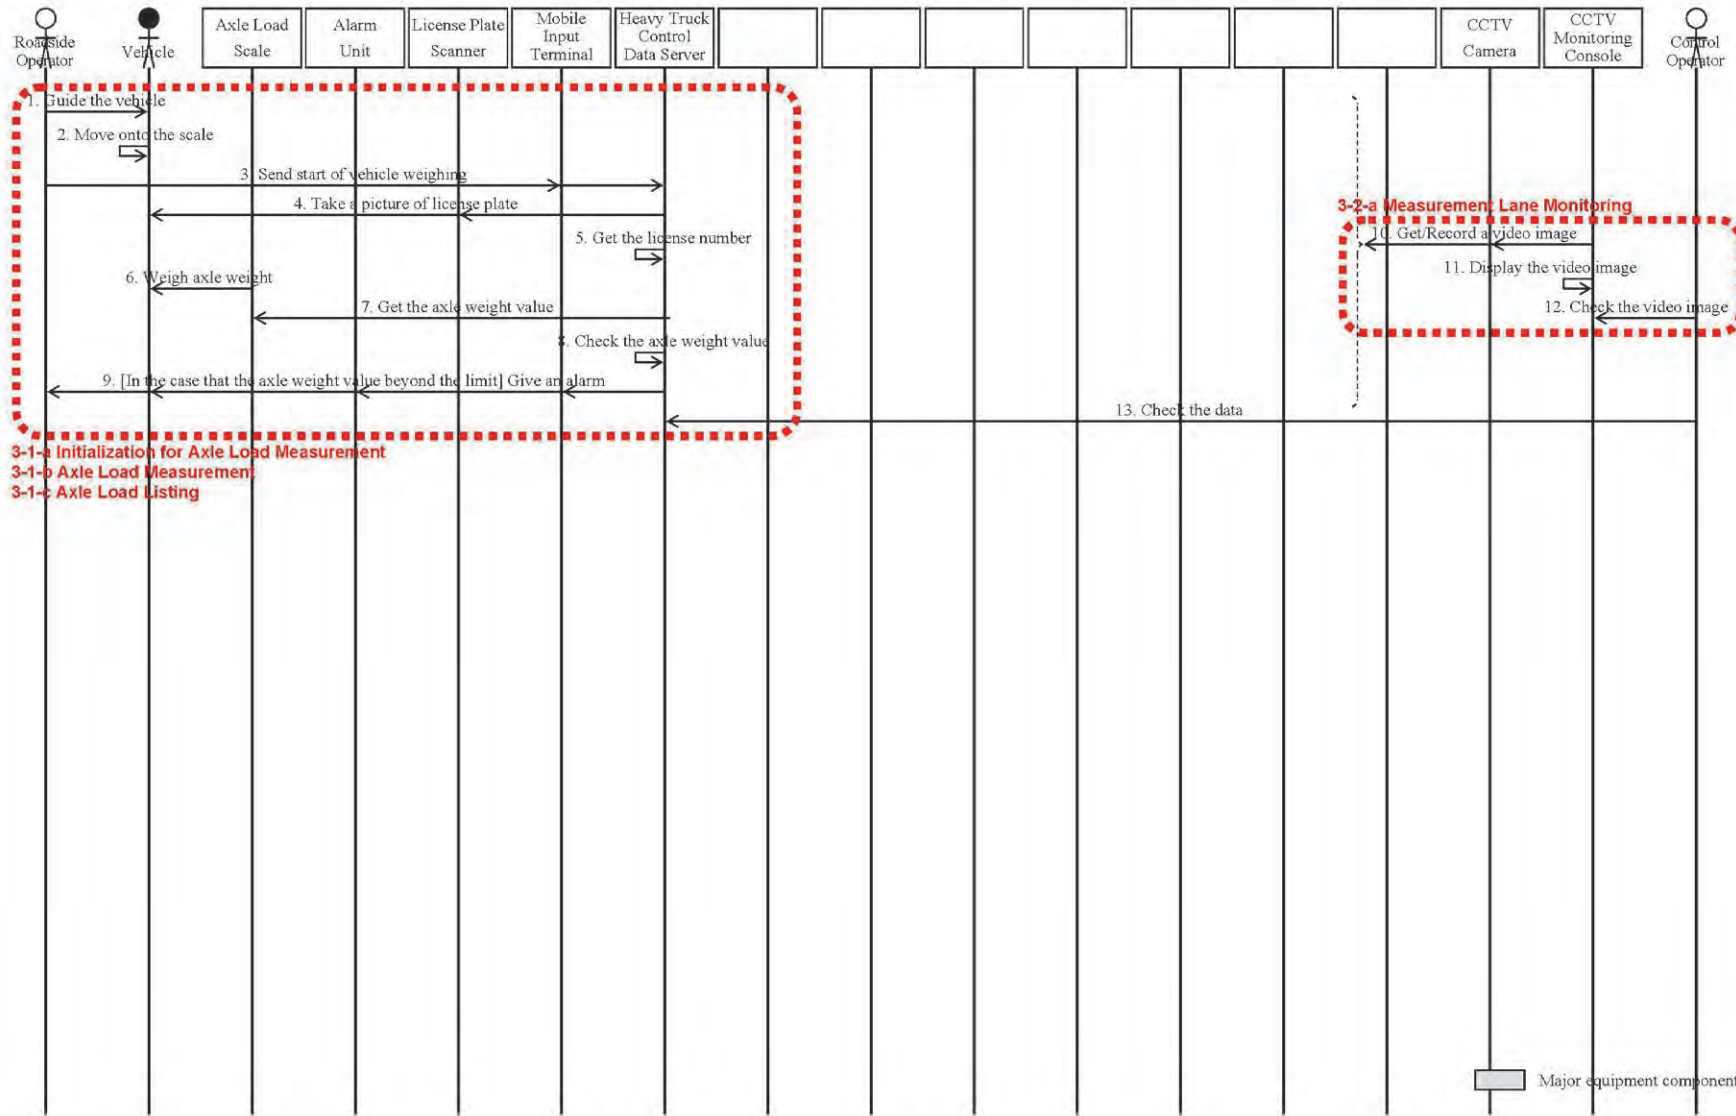 Roadside
Operator
Vehicle
Axle Load
Scale
Alarm
Unit
License Plate
Scanner
Mobile
Input
Terminal
Heavy Truck
Control
Data Server
CCTV
Camera
CCTV
Monitoring
Console
Control
Operator
1. Guide the vehicle
2. Move onto the scale
3. Send start of vehicle weighing
4. Take a picture of license plate
5. Get the license number
6. Weigh axle weight
7. Get the axle weight value
8. Check the axle weight value
9. [In the case that the axle weight value beyond the limit] Give an alarm
3-2-a Measurement Lane Monitoring
10. Get/Record a video image
11. Display the video image
12. Check the video image
13. Check the data
3-1-a Initialization for Axle Load Measurement
3-1-b Axle Load Measurement
3-1-c Axle Load Listing
Major equipment component